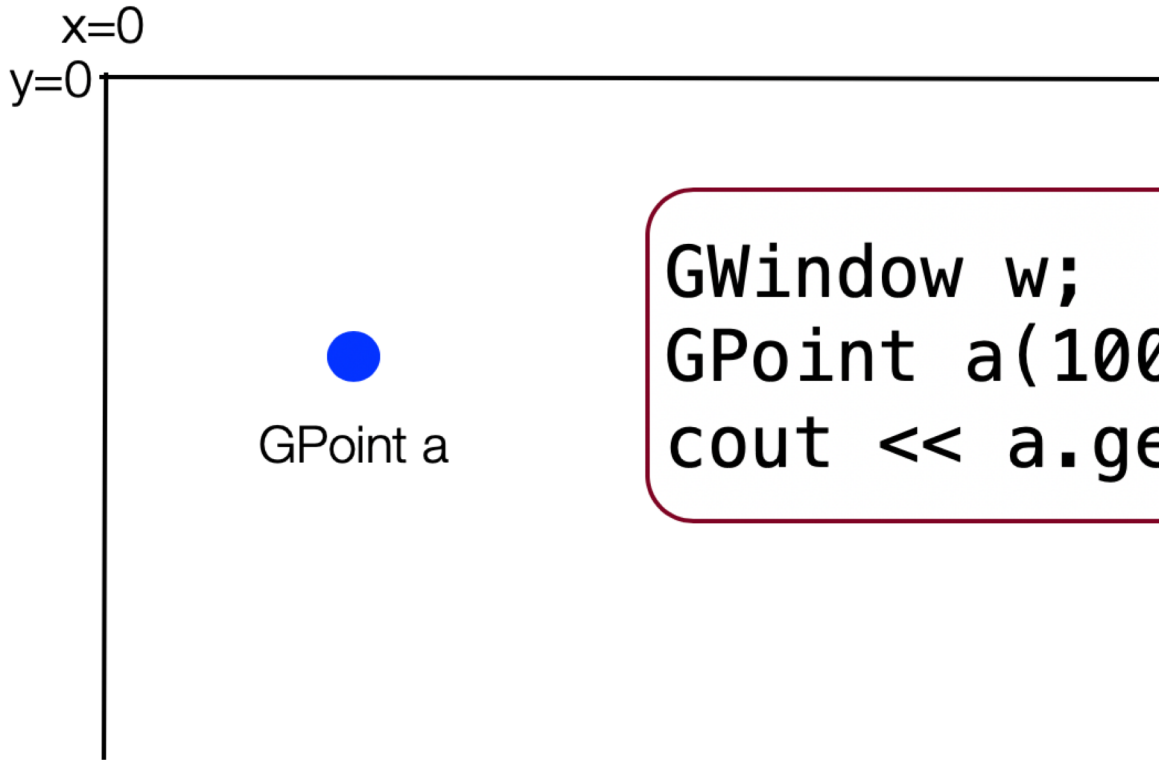 x=0
y=0
GWindow w;
GPoint a(100
cout << a.ge
GPoint a